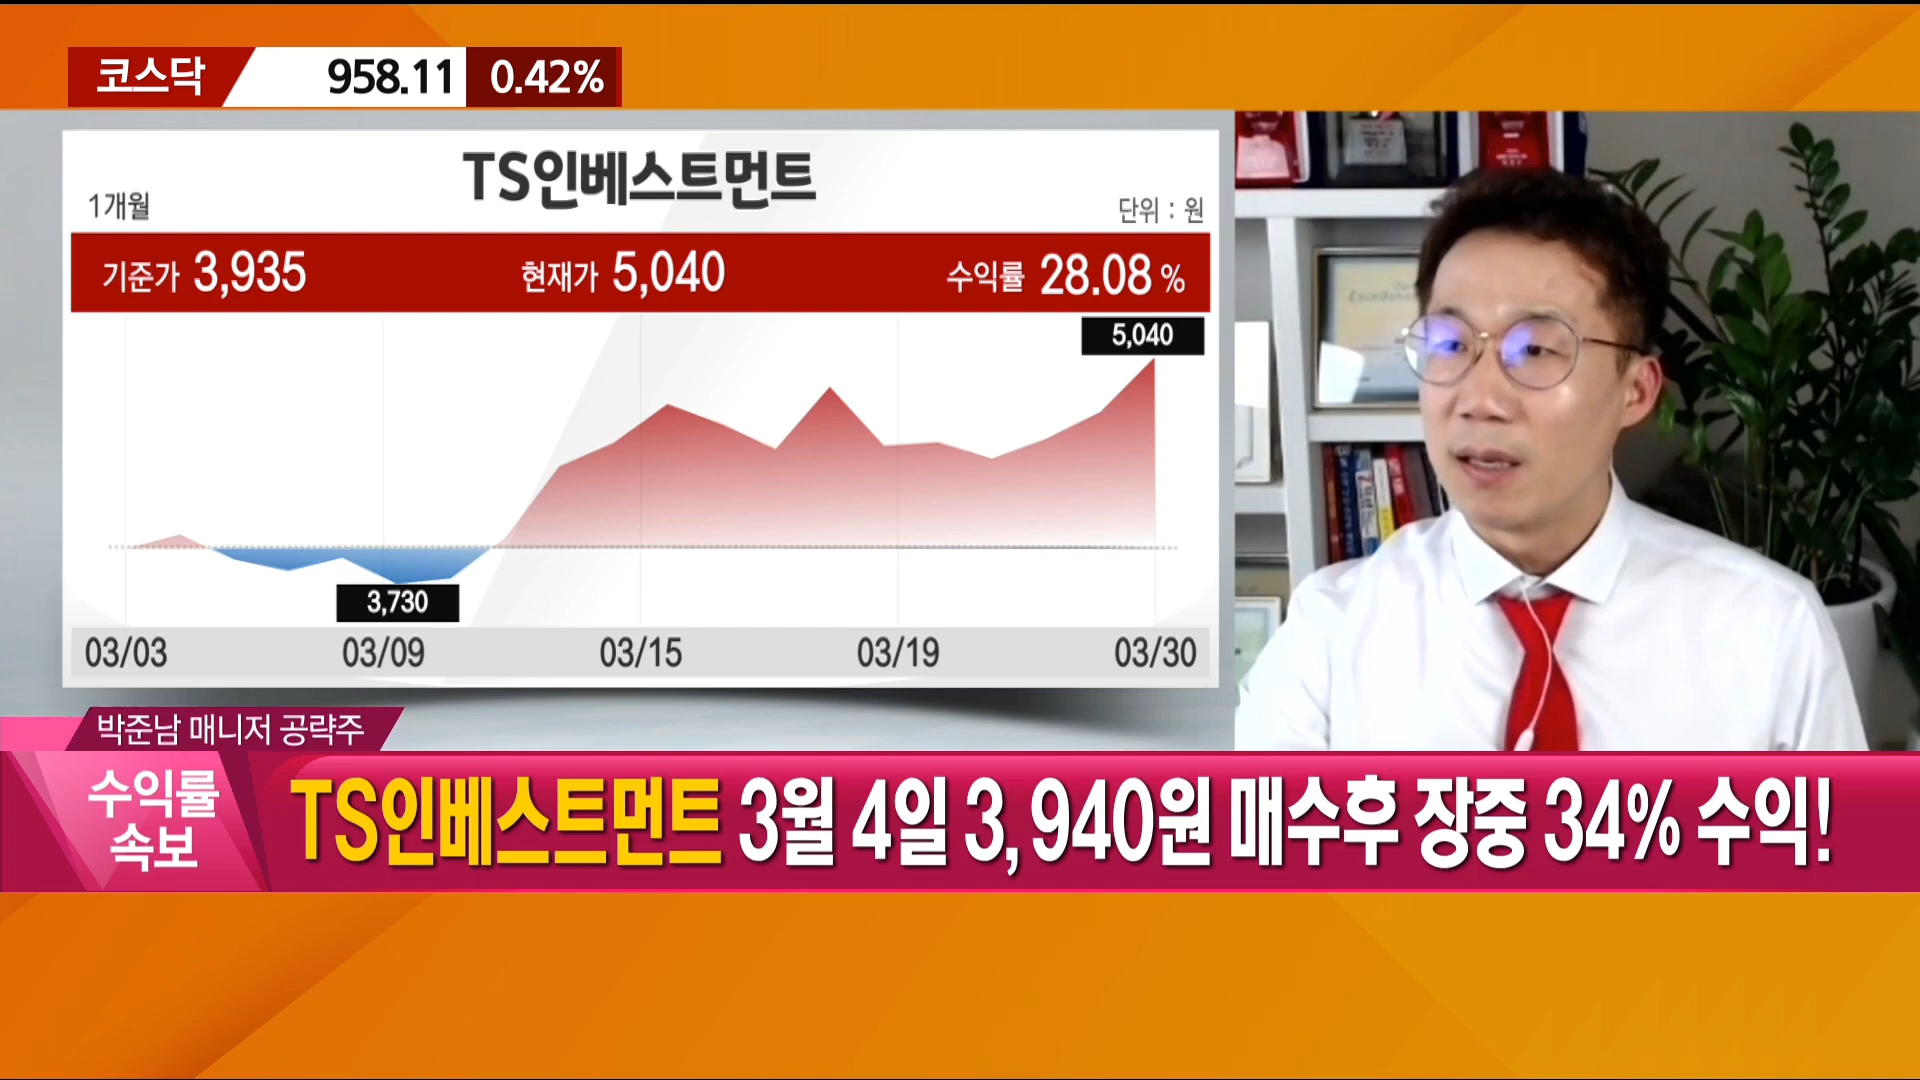 코스닥 958.11 0.42%
TS인베스트먼트
1개월
단위 : 원
기준가 3,935 현재가 5,040 수익률 28.08 %
5,040
3,730
03/03 03/09 03/15 03/19 03/30
박준남 매니저 공략주
수익률
속보
TS인베스트먼트 3월 4일 3,940원 매수후 장중 34% 수익!